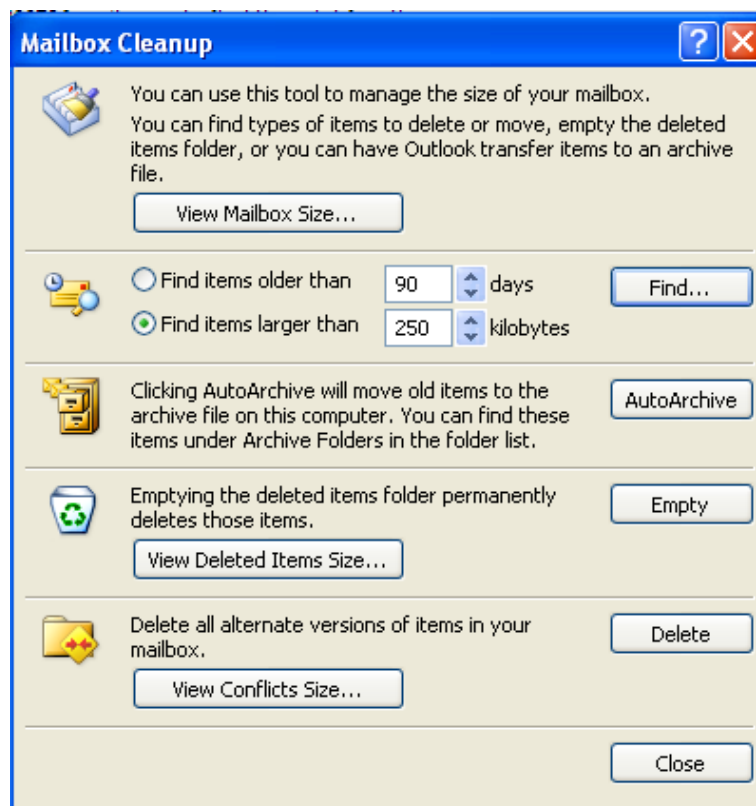 Mailbox Cleanup
You can use this tool to manage the size of your mailbox.
You can find types of items to delete or move, empty the deleted
items folder, or you can have Outlook transfer items to an archive
file.
View Mailbox Size...
Find items older than 90 days Find...
Find items larger than 250 kilobytes
Clicking AutoArchive will move old items to the AutoArchive
archive file on this computer. You can find these
items under Archive Folders in the folder list.
Emptying the deleted items folder permanently Empty
deletes those items.
View Deleted Items Size...
Delete all alternate versions of items in your Delete
mailbox.
View Conflicts Size...
Close